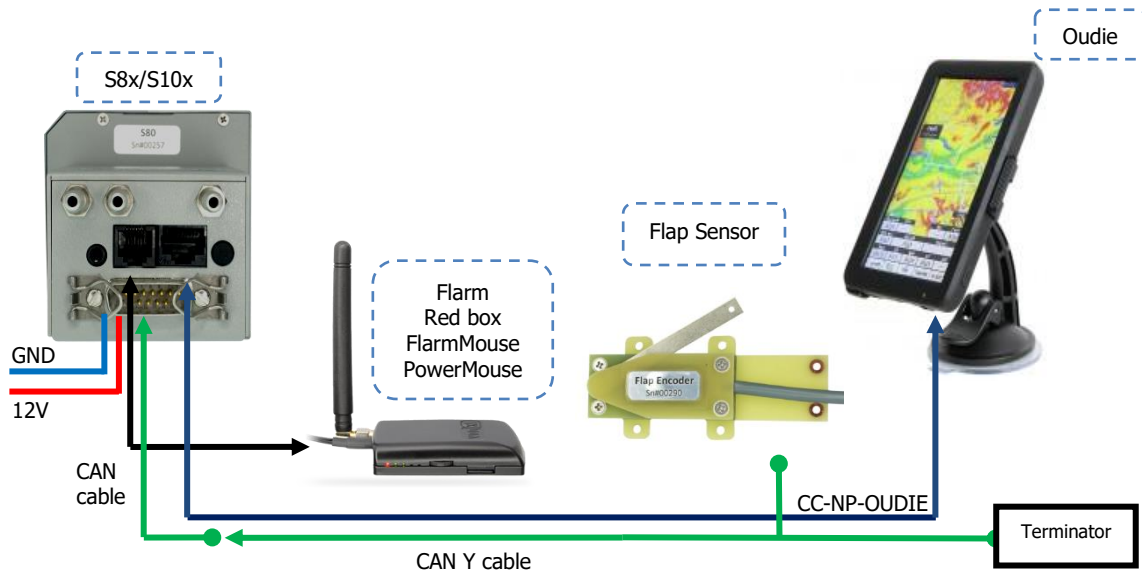 Oudie
S8x/S10x
S80
Sn#00257
Flap Sensor
Flarm
Red box
FlarmMouse
PowerMouse
GND
12V
Flap Encoder
Sn#00290
CAN
cable
CC-NP-OUDIE
Terminator
CAN Y cable